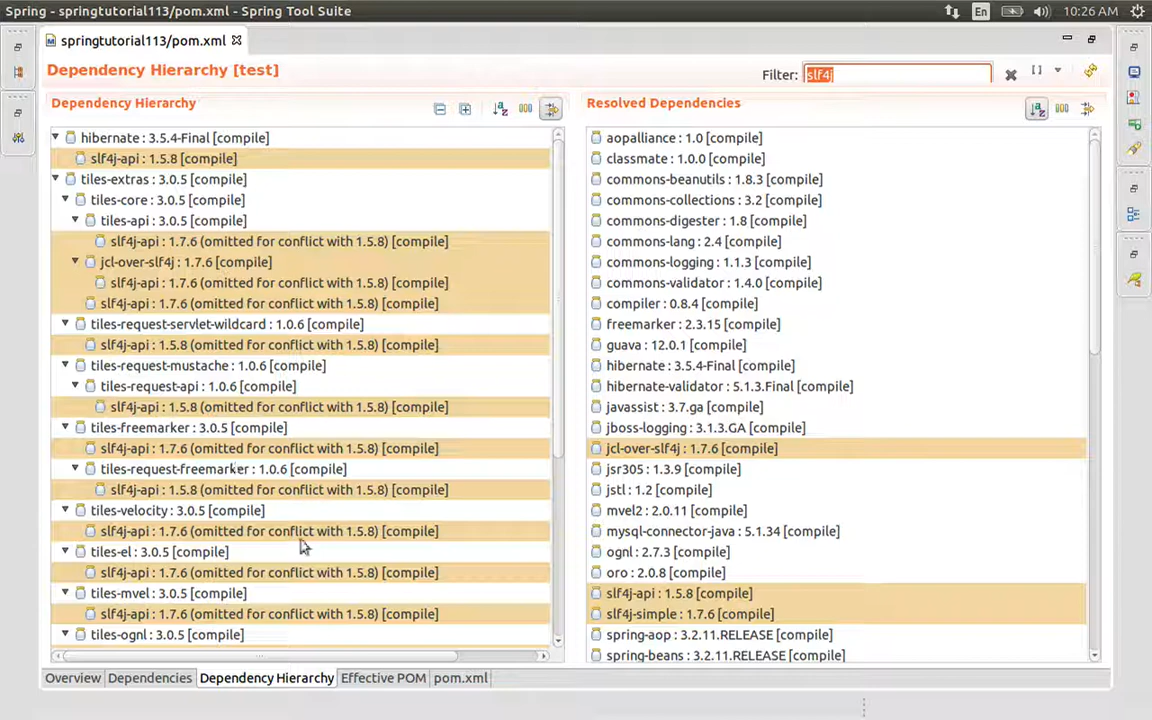 Spring - springtutorial113/pom.xml - Spring Tool Suite
En
10:26 AM
springtutorial113/pom.xml
Dependency Hierarchy [test]
Filter:
slf4j
Dependency Hierarchy
hibernate : 3.5.4-Final [compile]
slf4j-api : 1.5.8 [compile]
tiles-extras : 3.0.5 [compile]
tiles-core : 3.0.5 [compile]
tiles-api : 3.0.5 [compile]
slf4j-api : 1.7.6 (omitted for conflict with 1.5.8) [compile]
jcl-over-slf4j : 1.7.6 [compile]
slf4j-api : 1.7.6 (omitted for conflict with 1.5.8) [compile]
slf4j-api : 1.7.6 (omitted for conflict with 1.5.8) [compile]
tiles-request-servlet-wildcard : 1.0.6 [compile]
slf4j-api : 1.5.8 (omitted for conflict with 1.5.8) [compile]
tiles-request-mustache : 1.0.6 [compile]
tiles-request-api : 1.0.6 [compile]
slf4j-api : 1.5.8 (omitted for conflict with 1.5.8) [compile]
tiles-freemarker : 3.0.5 [compile]
slf4j-api : 1.7.6 (omitted for conflict with 1.5.8) [compile]
tiles-request-freemarker : 1.0.6 [compile]
slf4j-api : 1.5.8 (omitted for conflict with 1.5.8) [compile]
tiles-velocity : 3.0.5 [compile]
slf4j-api : 1.7.6 (omitted for conflict with 1.5.8) [compile]
tiles-el : 3.0.5 [compile]
slf4j-api : 1.7.6 (omitted for conflict with 1.5.8) [compile]
tiles-mvel : 3.0.5 [compile]
slf4j-api : 1.7.6 (omitted for conflict with 1.5.8) [compile]
tiles-ognl : 3.0.5 [compile]
Resolved Dependencies
aopalliance : 1.0 [compile]
classmate : 1.0.0 [compile]
commons-beanutils : 1.8.3 [compile]
commons-collections : 3.2 [compile]
commons-digester : 1.8 [compile]
commons-lang : 2.4 [compile]
commons-logging : 1.1.3 [compile]
commons-validator : 1.4.0 [compile]
compiler : 0.8.4 [compile]
freemarker : 2.3.15 [compile]
guava : 12.0.1 [compile]
hibernate : 3.5.4-Final [compile]
hibernate-validator : 5.1.3.Final [compile]
javassist : 3.7.ga [compile]
jboss-logging : 3.1.3.GA [compile]
jcl-over-slf4j : 1.7.6 [compile]
jsr305 : 1.3.9 [compile]
jstl : 1.2 [compile]
mvel2 : 2.0.11 [compile]
mysql-connector-java : 5.1.34 [compile]
ognl : 2.7.3 [compile]
oro : 2.0.8 [compile]
slf4j-api : 1.5.8 [compile]
slf4j-simple : 1.7.6 [compile]
spring-aop : 3.2.11.RELEASE [compile]
spring-beans : 3.2.11.RELEASE [compile]
Overview
Dependencies
Dependency Hierarchy
Effective POM
pom.xml